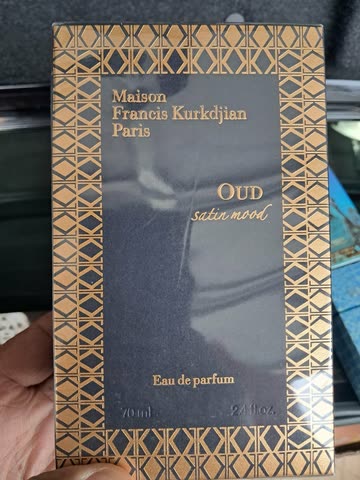 Maison
Francis Kurkdjian
Paris
OUD
satin mood
Eau de parfum
70 ml 2.4 fl.oz.